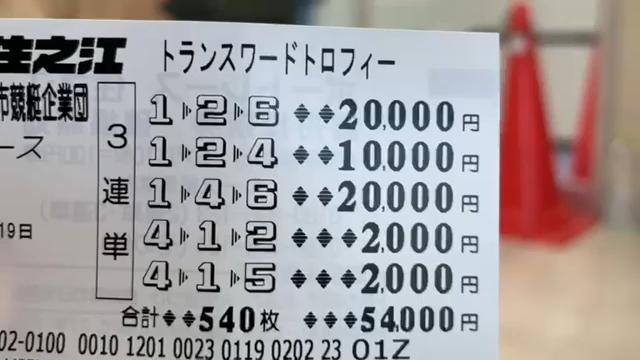 住之江 トランスワードトロフィー
市競艇企業団
ース
19日
3連単
1▷2▷6 ◆◆20,000円
1▷2▷4 ◆◆10,000円
1▷4▷6 ◆◆20,000円
4▷1▷2 ◆◆◆2,000円
4▷1▷5 ◆◆◆2,000円
合計◆◆540枚 ◆◆◆54,000円
02-0100 0010 1201 0023 0119 0202 23 01Z